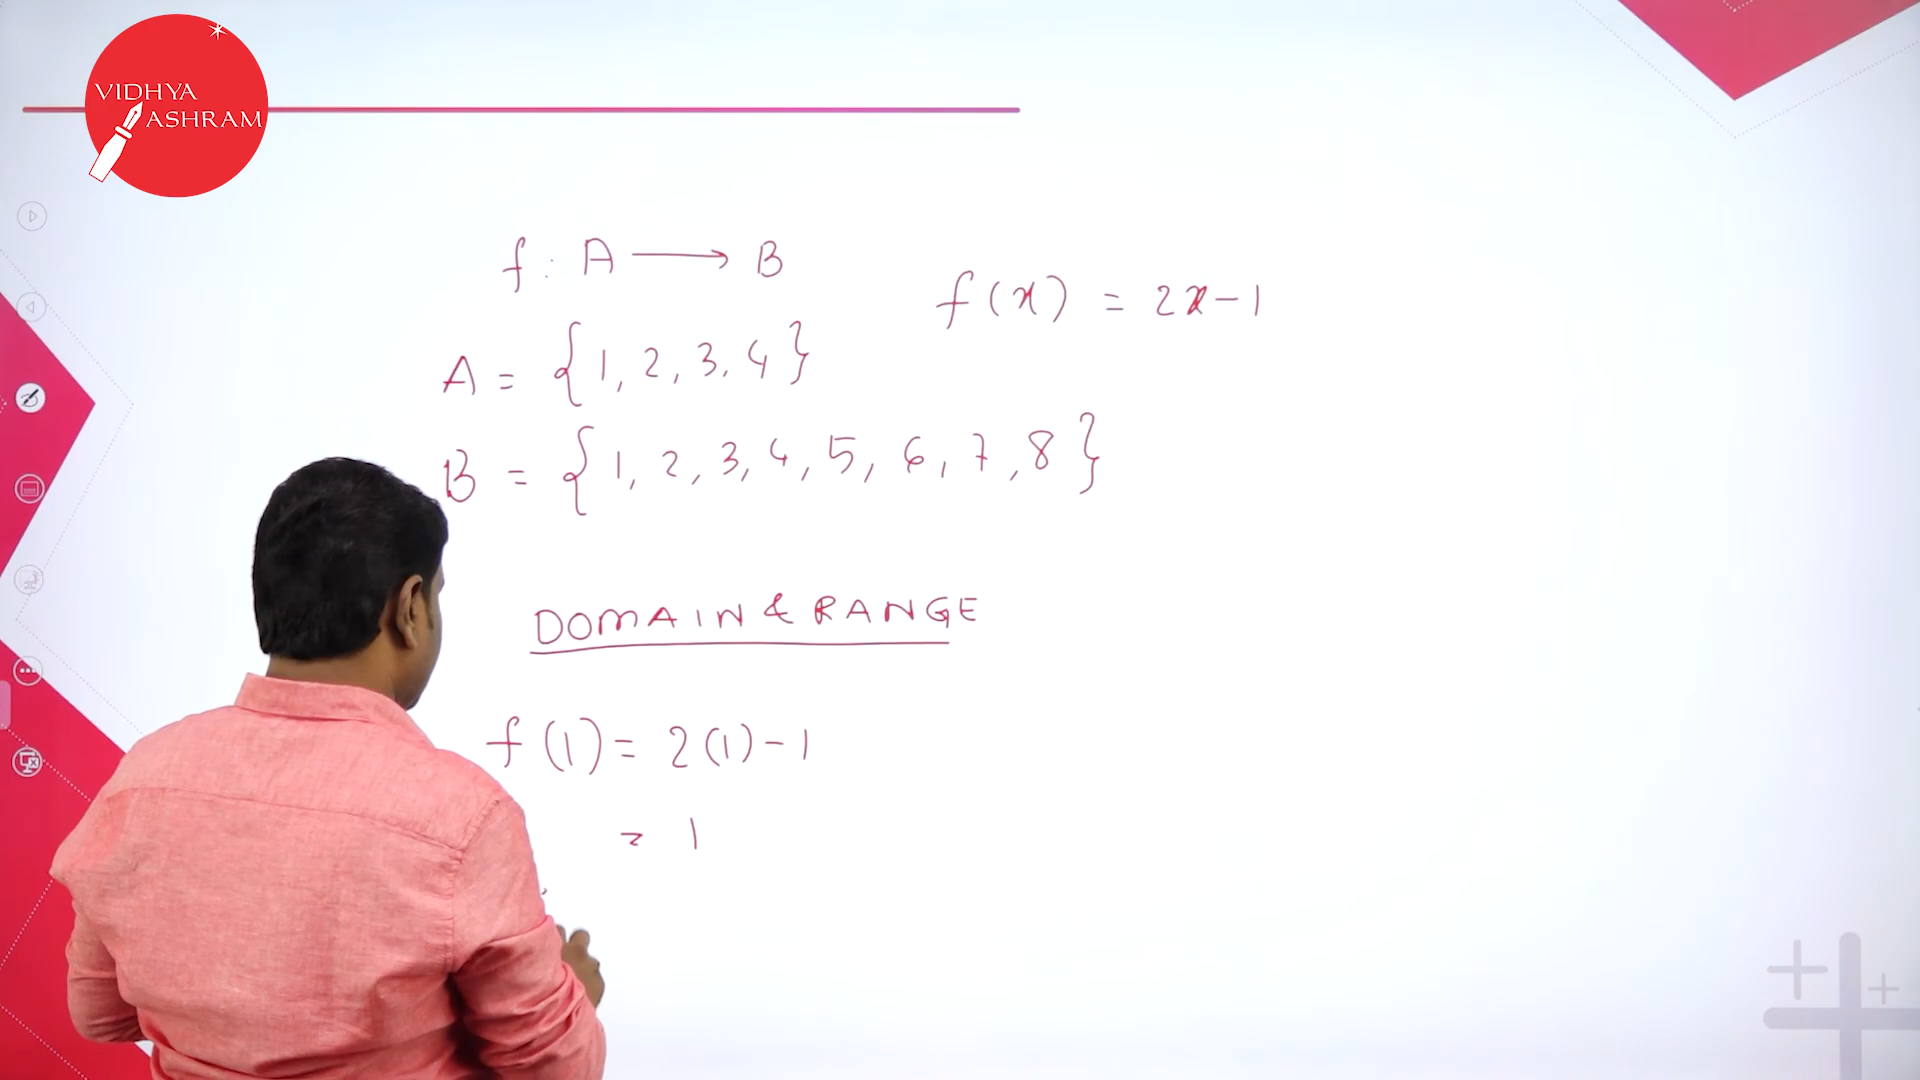 VIDHYA
ASHRAM
f : A ⟶ B
f(x) = 2x-1
A = {1, 2, 3, 4}
B = {1, 2, 3, 4, 5, 6, 7, 8}
DOMAIN & RANGE
f(1) = 2(1)-1
= 1